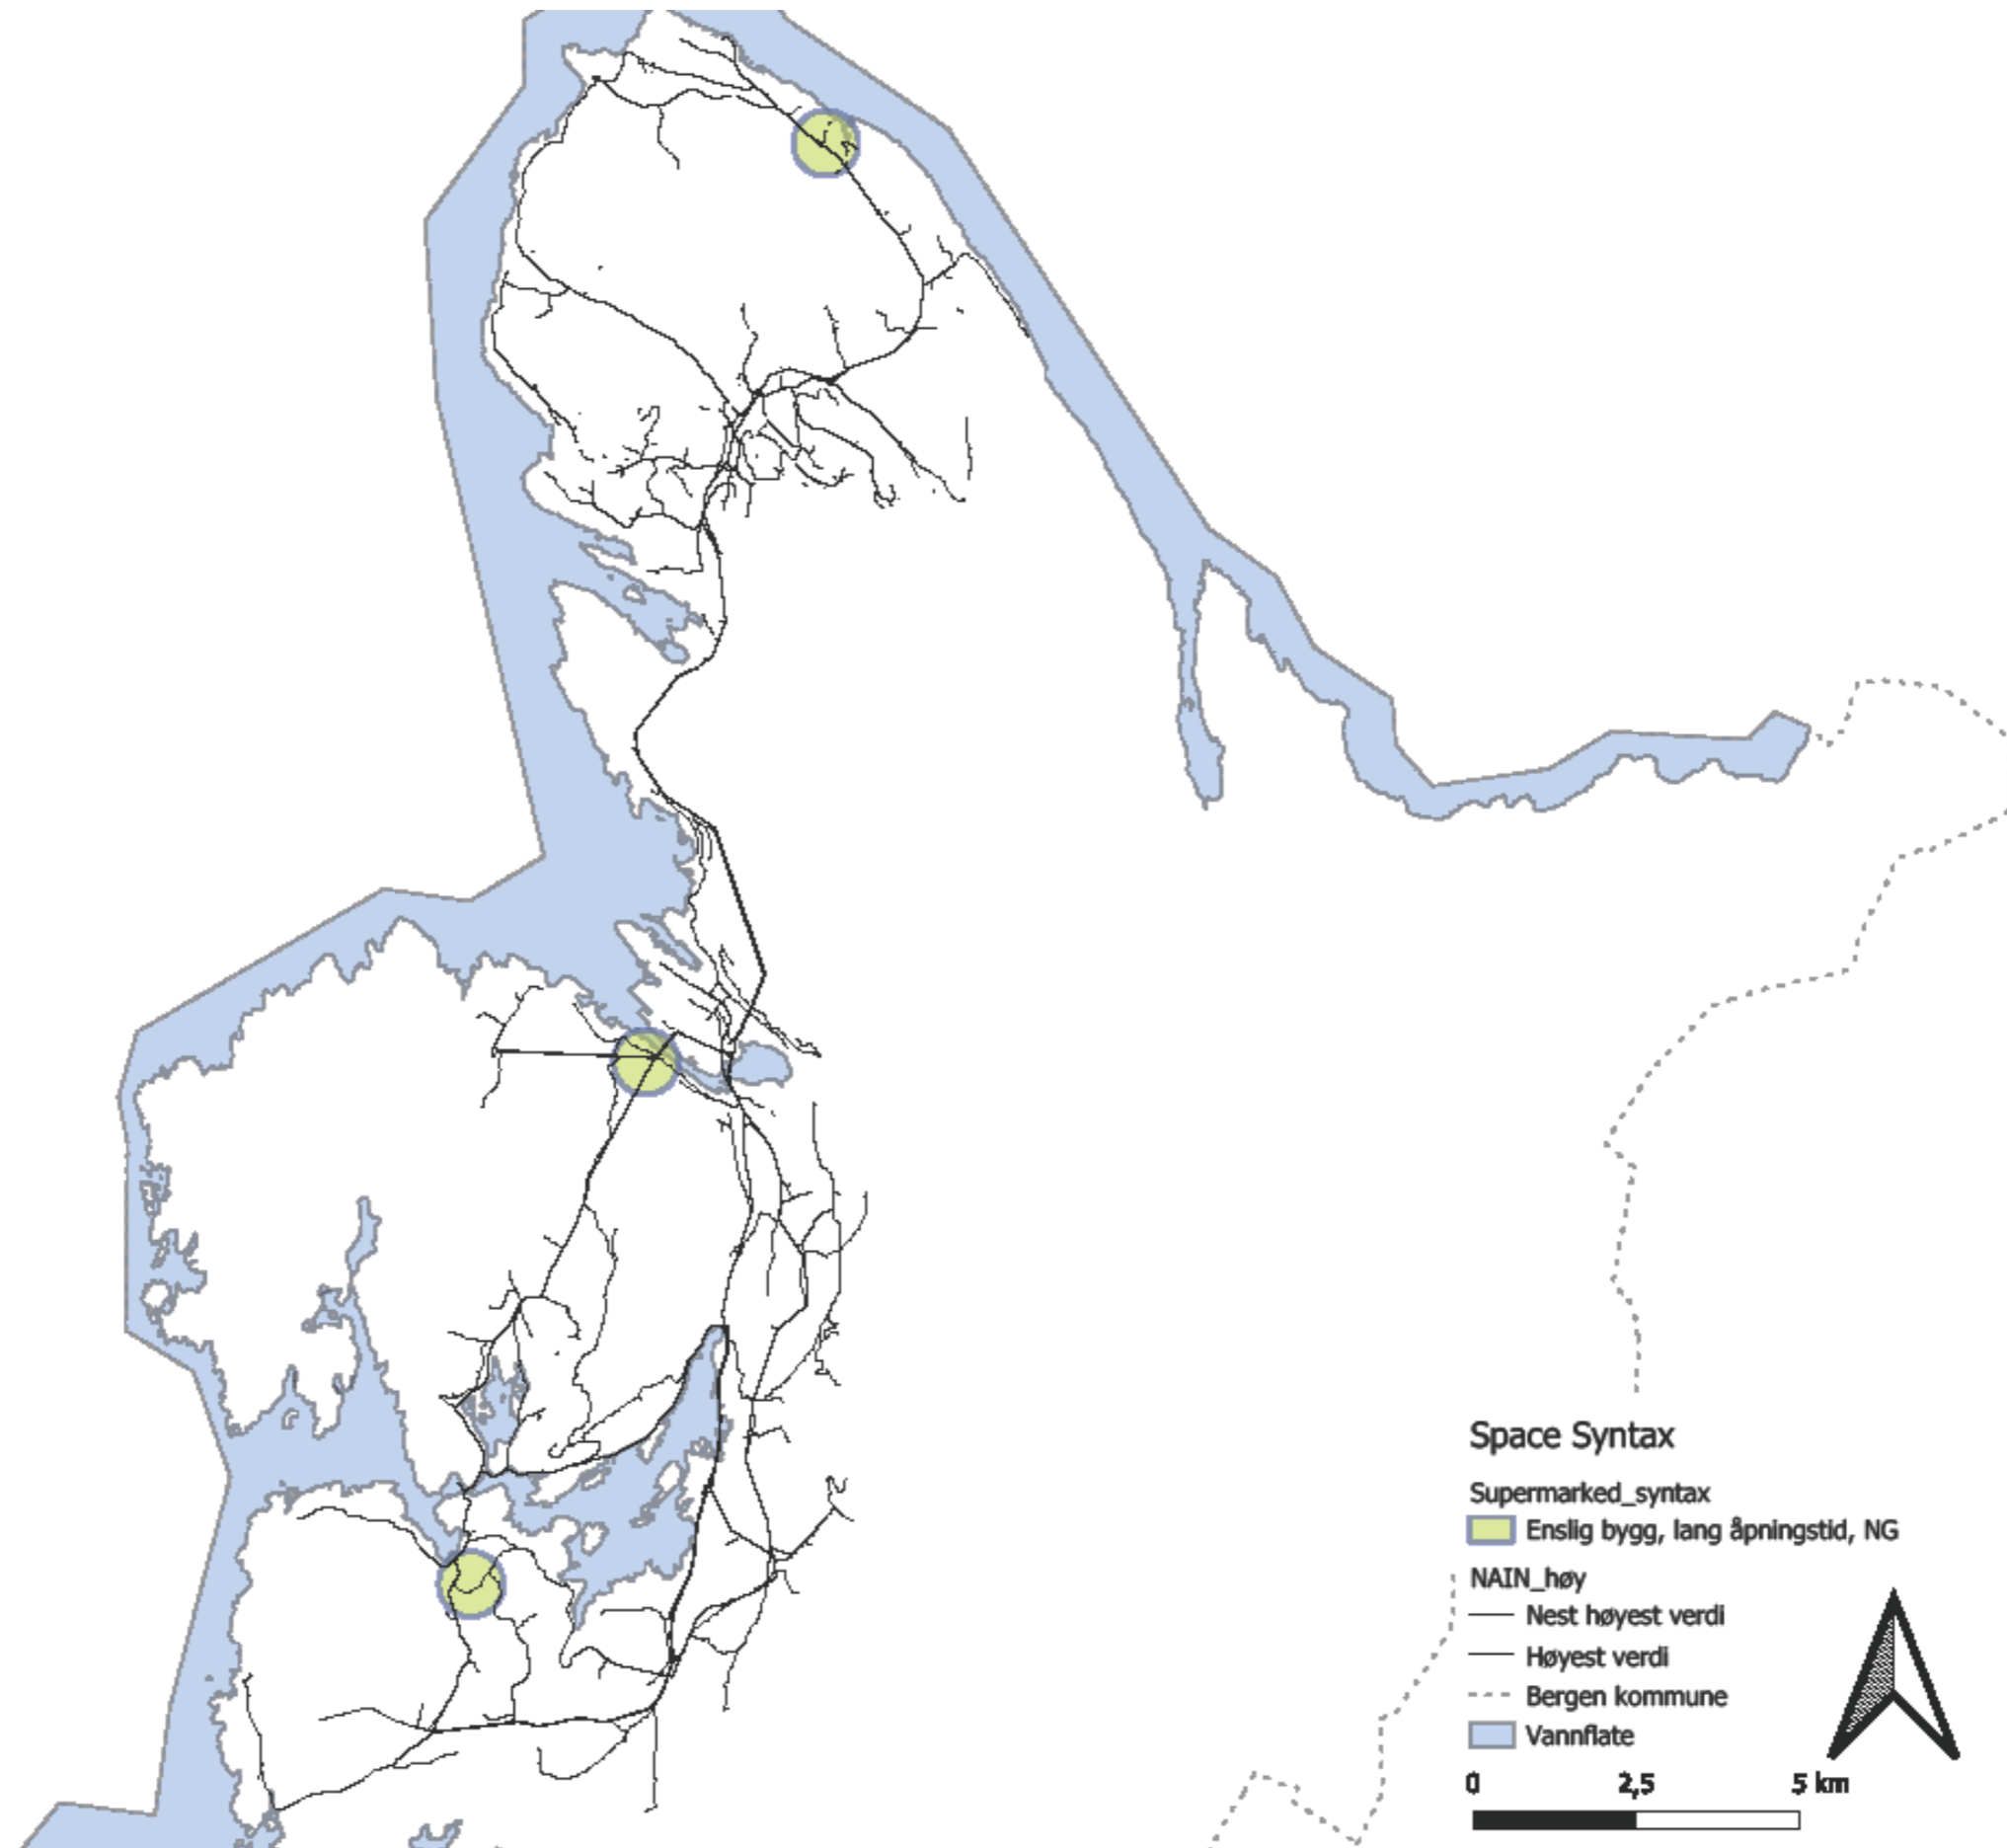 Space Syntax
Supermarked_syntax
Enslig bygg, lang åpningstid, NG
NAIN_høy
Nest høyest verdi
Høyest verdi
Bergen kommune
Vannflate
0 2,5 5 km